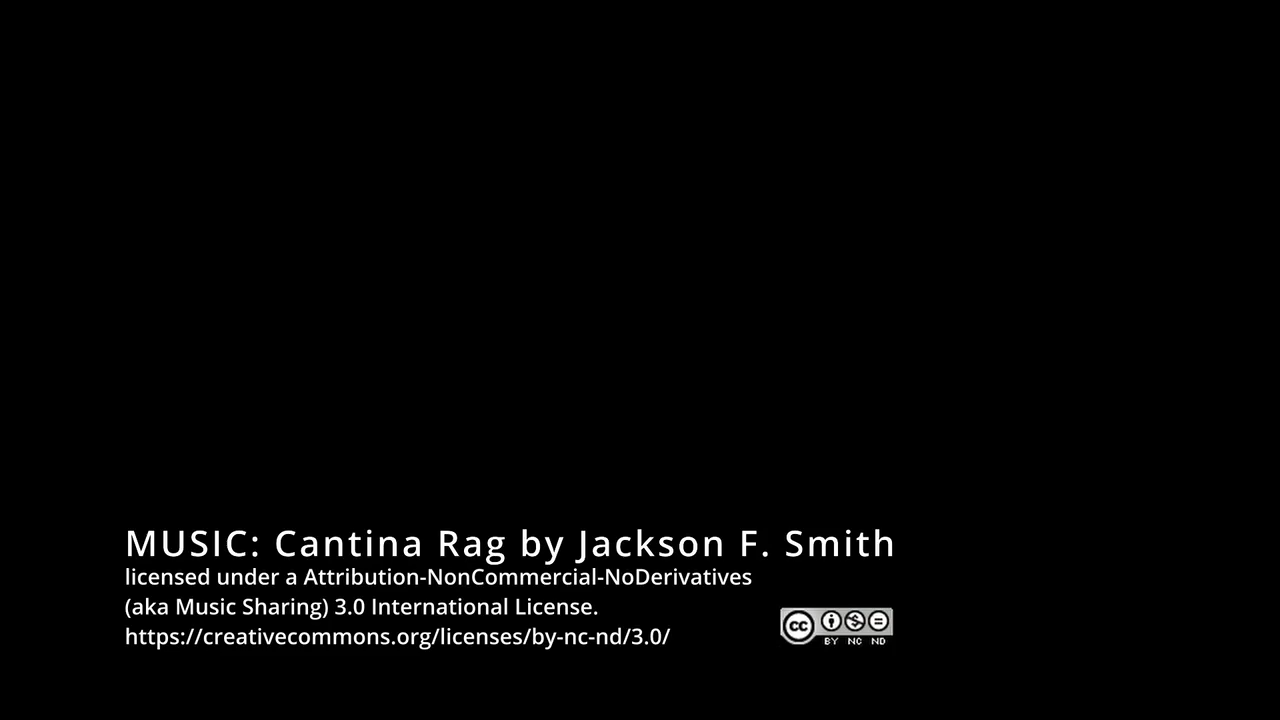 MUSIC: Cantina Rag by Jackson F. Smith
licensed under a Attribution-NonCommercial-NoDerivatives
(aka Music Sharing) 3.0 International License.
https://creativecommons.org/licenses/by-nc-nd/3.0/
cc
BY NC ND